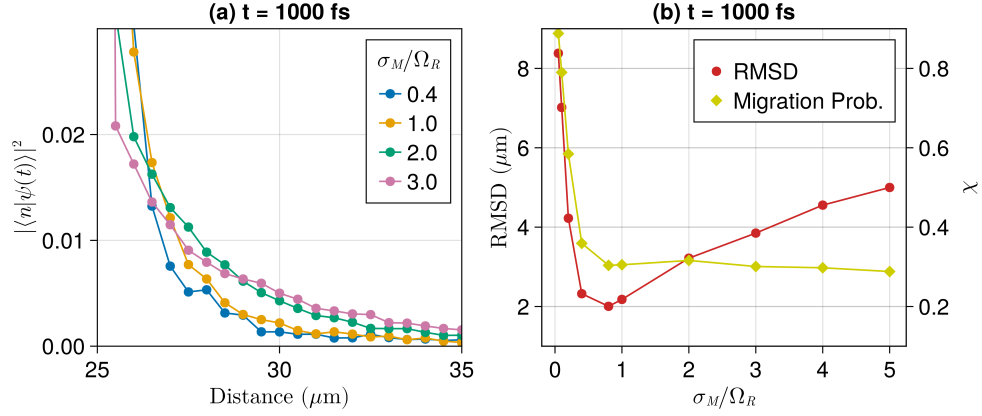 (a) t = 1000 fs
(b) t = 1000 fs
|⟨n|ψ(t)⟩|²
0.02
0.01
0.00
25
30
35
Distance (μm)
σ_M/Ω_R
0.4
1.0
2.0
3.0
RMSD (μm)
8
6
4
2
0
1
2
3
4
5
σ_M/Ω_R
RMSD
Migration Prob.
0.8
0.6
0.4
0.2
χ